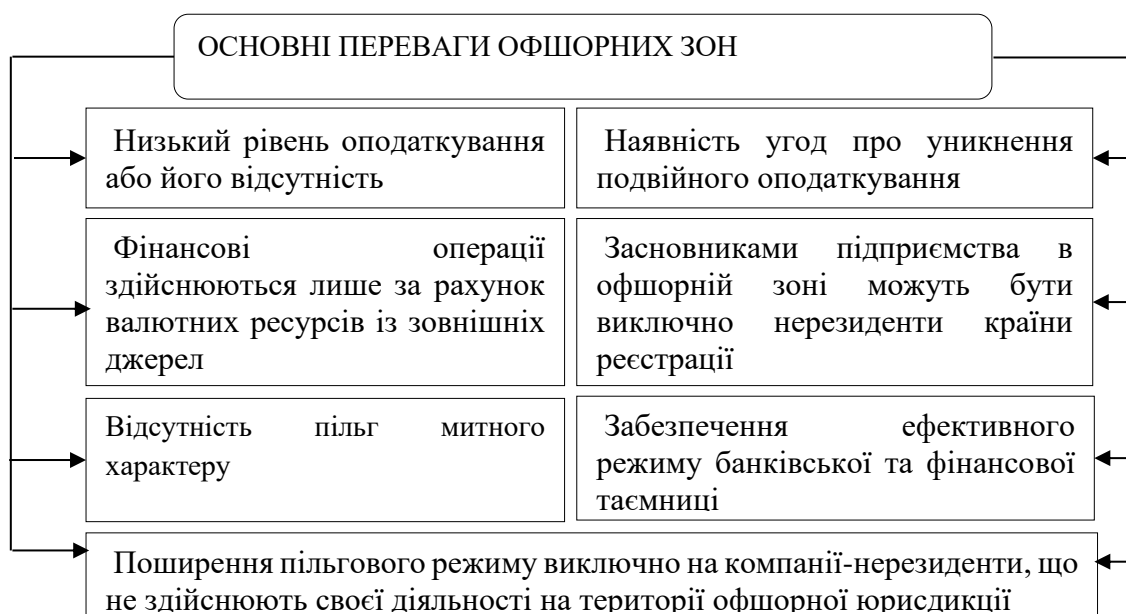 ОСНОВНІ ПЕРЕВАГИ ОФШОРНИХ ЗОН
Низький рівень оподаткування
або його відсутність
Наявність угод про уникнення
подвійного оподаткування
Фінансові операції
здійснюються лише за рахунок
валютних ресурсів із зовнішніх
джерел
Засновниками підприємства в
офшорній зоні можуть бути
виключно нерезиденти країни
реєстрації
Відсутність пільг митного
характеру
Забезпечення ефективного
режиму банківської та фінансової
таємниці
Поширення пільгового режиму виключно на компанії-нерезиденти, що
не здійснюють своєї діяльності на території офшорної юрисдикції